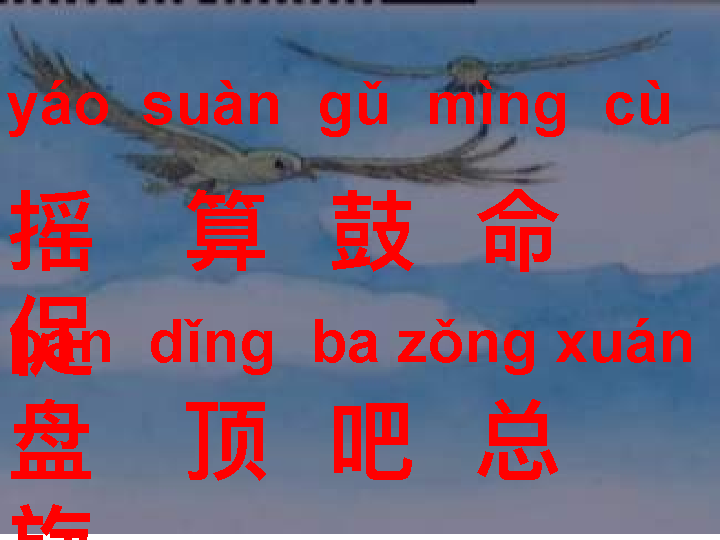 yáo suàn gǔ mìng cù
摇 算 鼓 命
促
pán dǐng ba zǒng xuán
盘 顶 吧 总
旋